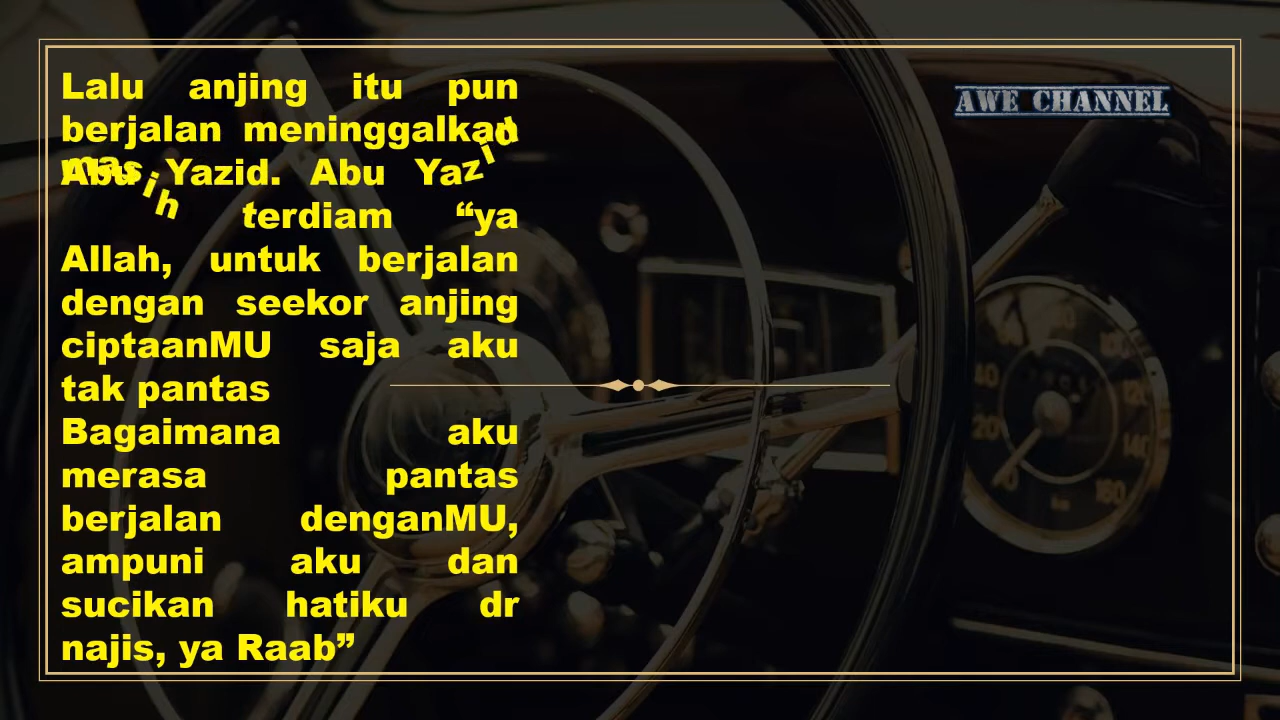 Lalu anjing itu pun
berjalan meninggalkan
Abu Yazid. Abu Yazid
masih terdiam “ya
Allah, untuk berjalan
dengan seekor anjing
ciptaanMU saja aku
tak pantas
Bagaimana aku
merasa pantas
berjalan denganMU,
ampuni aku dan
sucikan hatiku dr
najis, ya Raab”
AWE CHANNEL